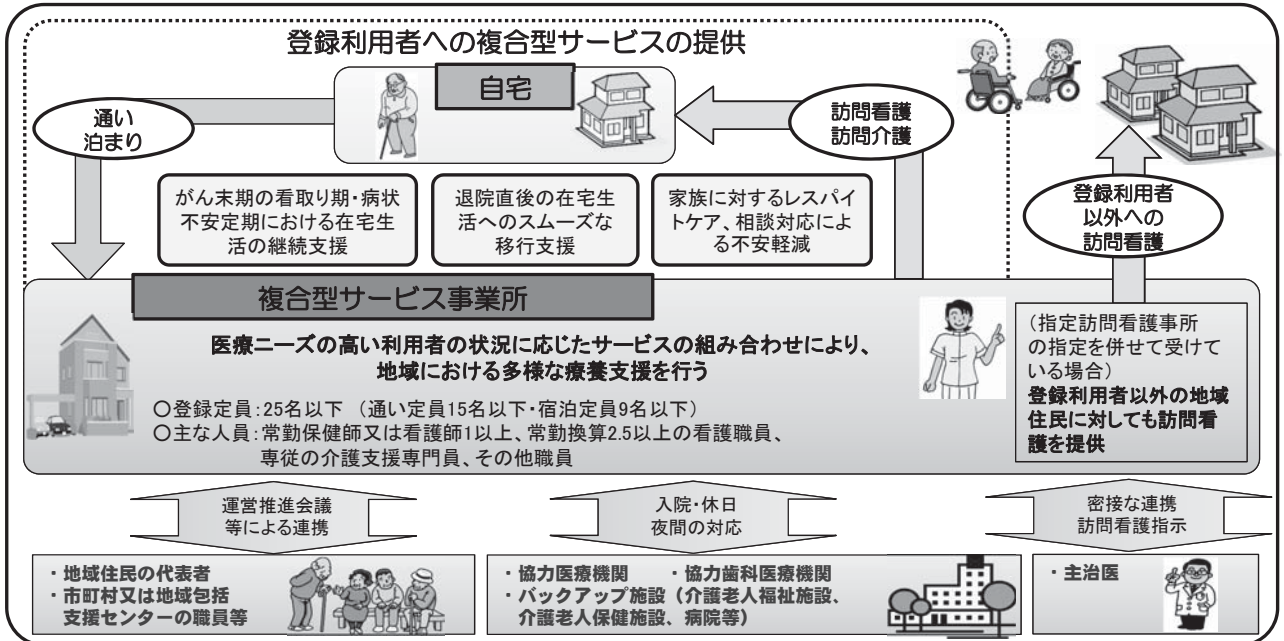 登録利用者への複合型サービスの提供
自宅
通い
泊まり
訪問看護
訪問介護
がん末期の看取り期・病状
不安定期における在宅生
活の継続支援
退院直後の在宅生
活へのスムーズな
移行支援
家族に対するレスパイ
トケア、相談対応によ
る不安軽減
登録利用者
以外への
訪問看護
複合型サービス事業所
医療ニーズの高い利用者の状況に応じたサービスの組み合わせにより、
地域における多様な療養支援を行う
○登録定員：25名以下 （通い定員15名以下・宿泊定員9名以下）
○主な人員：常勤保健師又は看護師1以上、常勤換算2.5以上の看護職員、
専従の介護支援専門員、その他職員
（指定訪問看護事所
の指定を併せて受けて
いる場合）
登録利用者以外の地域
住民に対しても訪問看
護を提供
運営推進会議
等による連携
入院・休日
夜間の対応
密接な連携
訪問看護指示
・地域住民の代表者
・市町村又は地域包括
支援センターの職員等
・協力医療機関 ・協力歯科医療機関
・バックアップ施設（介護老人福祉施設、
介護老人保健施設、病院等）
・主治医